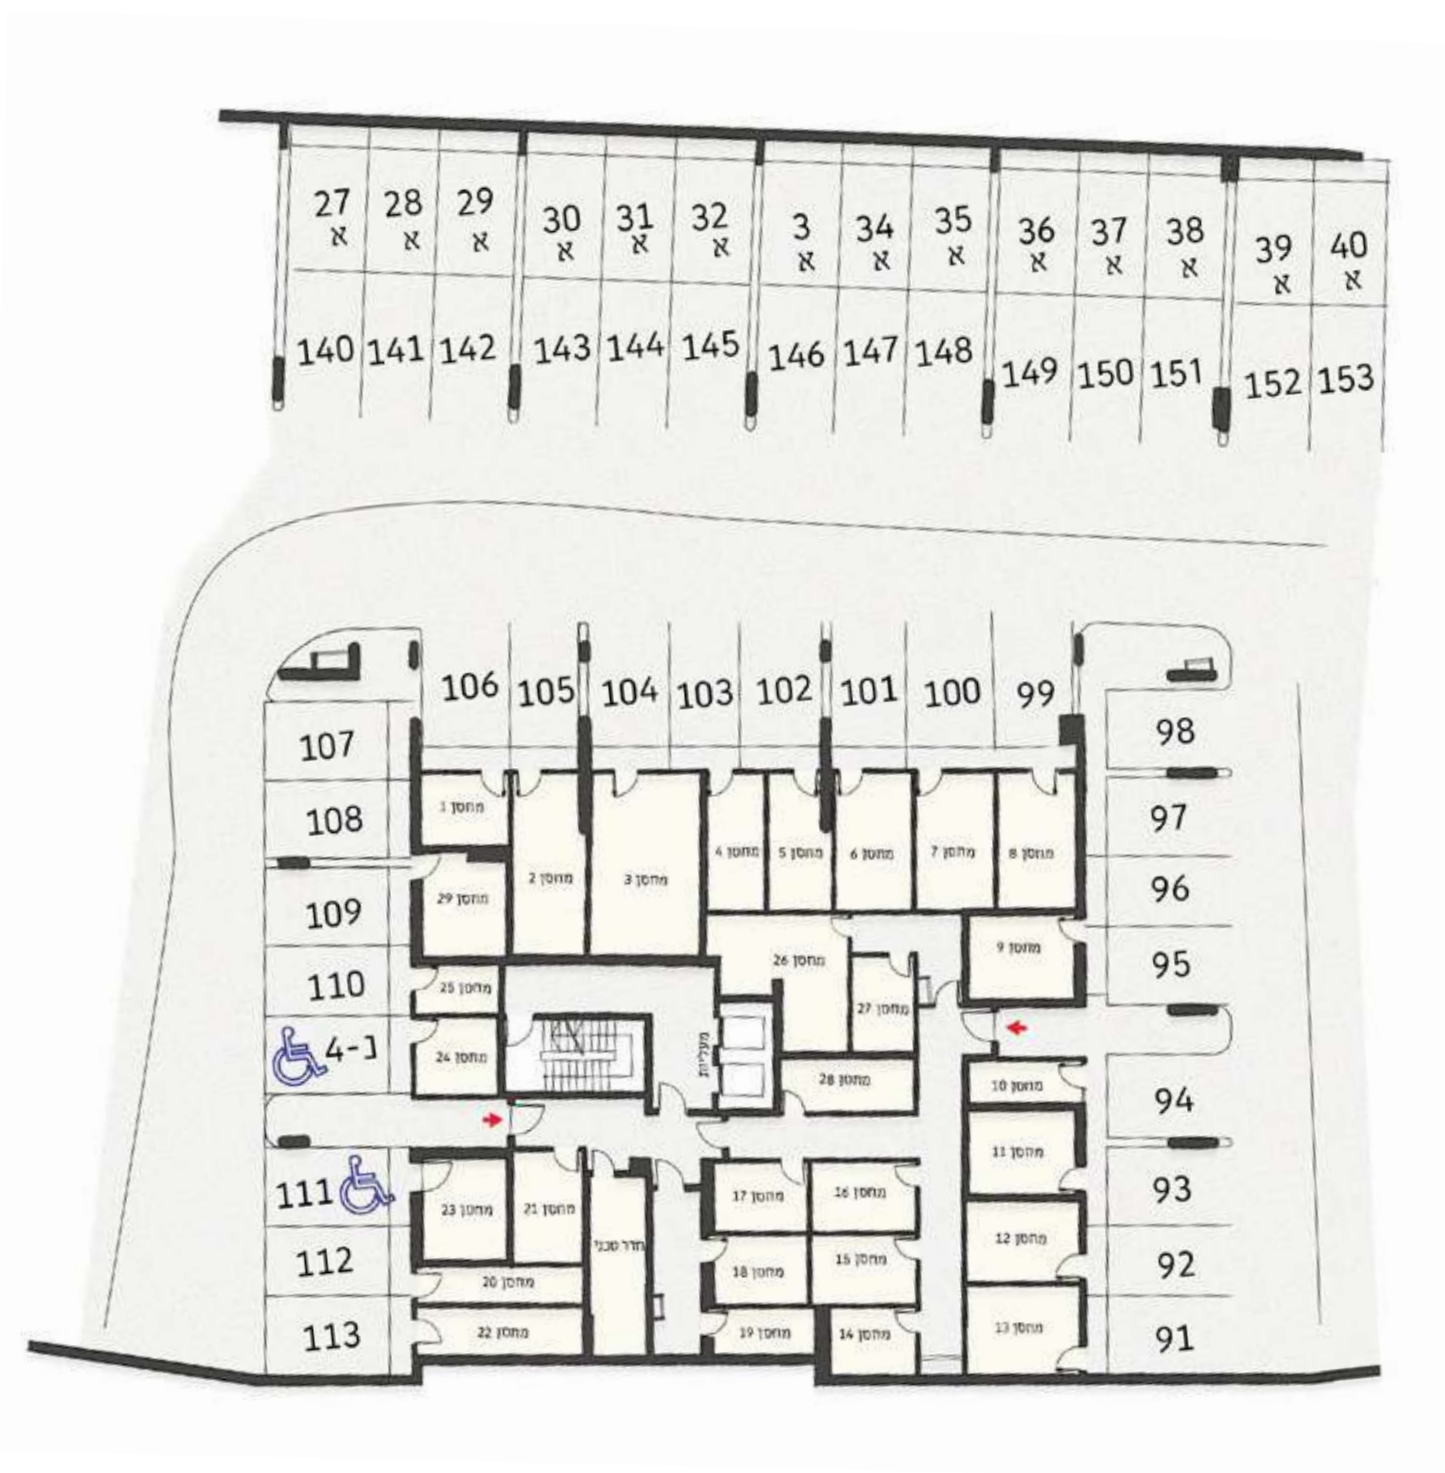 27 א
28 א
29 א
30 א
31 א
32 א
3 א
34 א
35 א
36 א
37 א
38 א
39 א
40 א
140
141
142
143
144
145
146
147
148
149
150
151
152
153
106
105
104
103
102
101
100
99
107
98
108
97
109
96
110
95
נ-4
94
111
93
112
92
113
91
מחסן 1
מחסן 2
מחסן 3
מחסן 4
מחסן 5
מחסן 6
מחסן 7
מחסן 8
מחסן 29
מחסן 9
מחסן 26
מחסן 25
מחסן 27
מחסן 24
מעליות
מחסן 28
מחסן 10
מחסן 11
מחסן 23
מחסן 21
מחסן 17
מחסן 16
חדר טכני
מחסן 12
מחסן 20
מחסן 18
מחסן 15
מחסן 22
מחסן 19
מחסן 14
מחסן 13